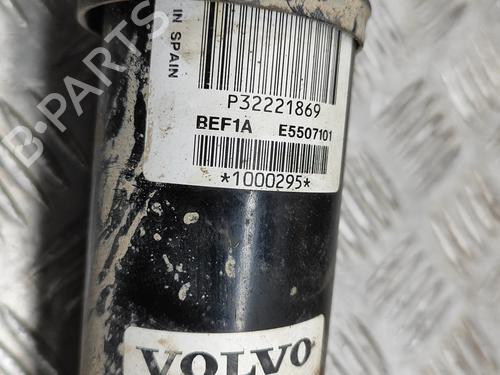 IN SPAIN
P32221869
BEF1A E5507101
*1000295*
VOLVO
B-PARTS